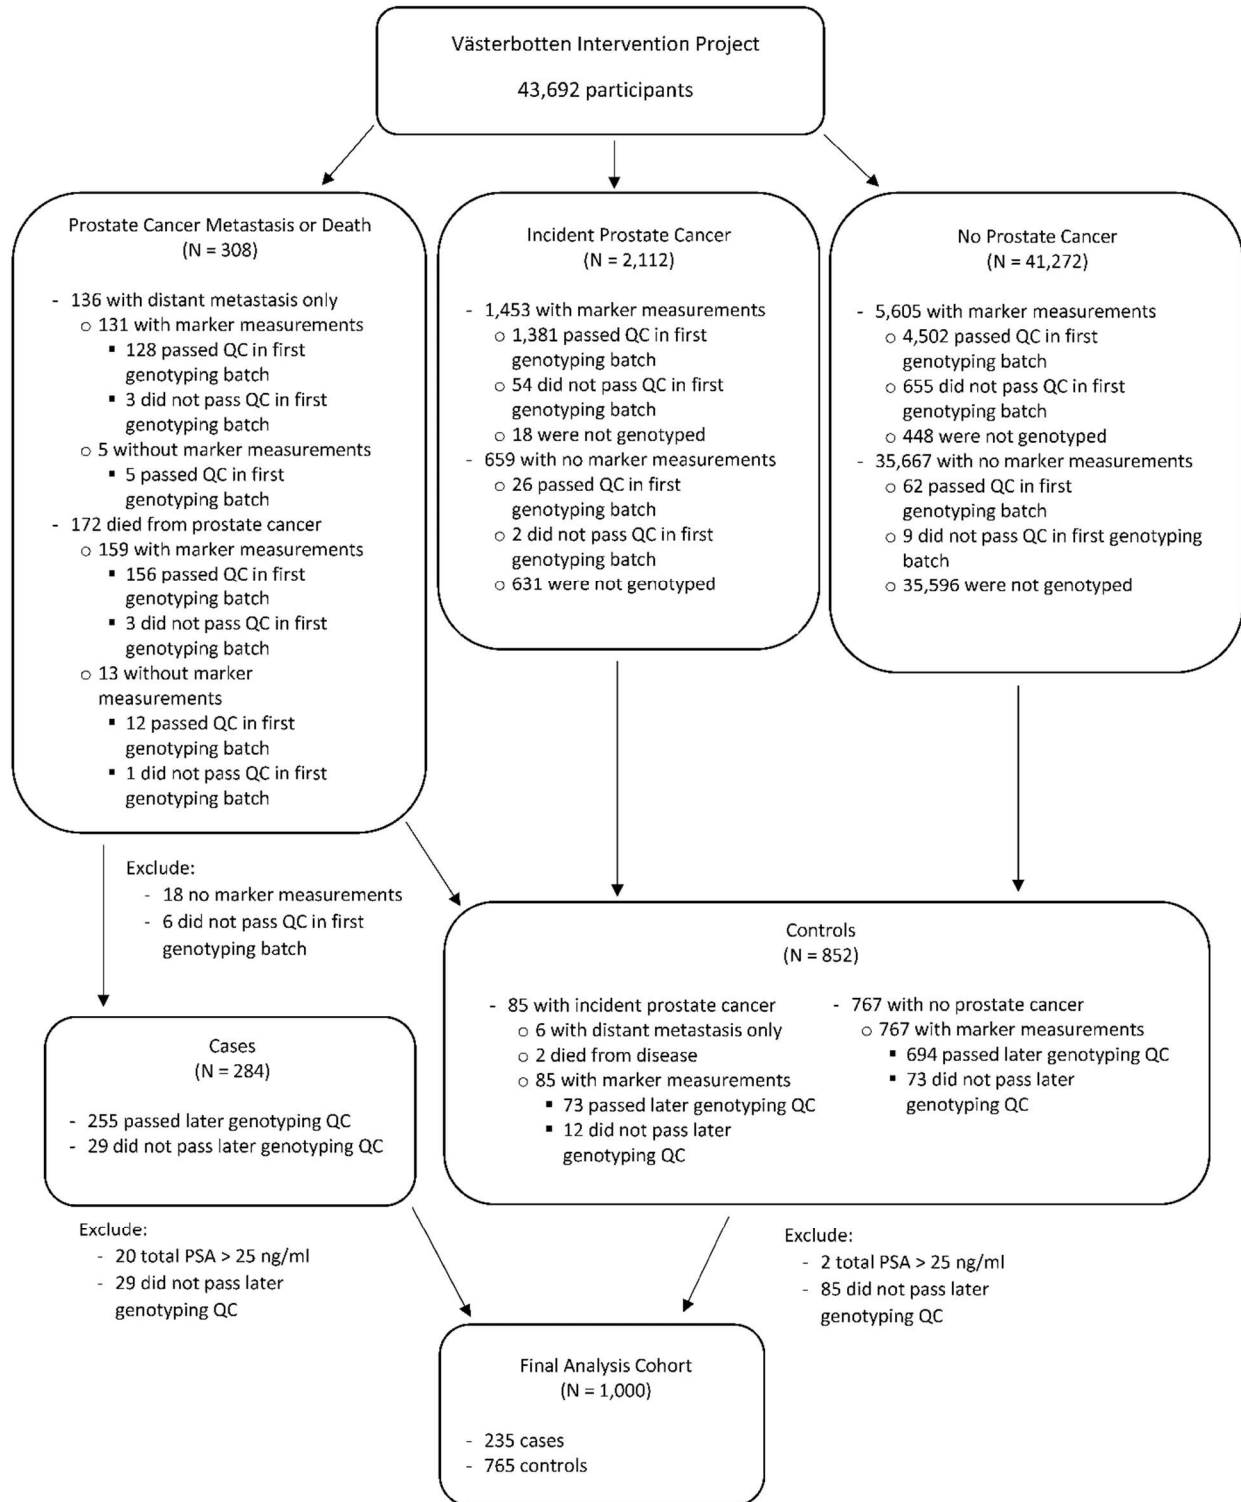 Västerbotten Intervention Project
43,692 participants
Prostate Cancer Metastasis or Death
(N = 308)
- 136 with distant metastasis only
o 131 with marker measurements
▪ 128 passed QC in first
genotyping batch
▪ 3 did not pass QC in first
genotyping batch
o 5 without marker measurements
▪ 5 passed QC in first
genotyping batch
- 172 died from prostate cancer
o 159 with marker measurements
▪ 156 passed QC in first
genotyping batch
▪ 3 did not pass QC in first
genotyping batch
o 13 without marker
measurements
▪ 12 passed QC in first
genotyping batch
▪ 1 did not pass QC in first
genotyping batch
Incident Prostate Cancer
(N = 2,112)
- 1,453 with marker measurements
o 1,381 passed QC in first
genotyping batch
o 54 did not pass QC in first
genotyping batch
o 18 were not genotyped
- 659 with no marker measurements
o 26 passed QC in first
genotyping batch
o 2 did not pass QC in first
genotyping batch
o 631 were not genotyped
No Prostate Cancer
(N = 41,272)
- 5,605 with marker measurements
o 4,502 passed QC in first
genotyping batch
o 655 did not pass QC in first
genotyping batch
o 448 were not genotyped
- 35,667 with no marker measurements
o 62 passed QC in first
genotyping batch
o 9 did not pass QC in first genotyping
batch
o 35,596 were not genotyped
Exclude:
- 18 no marker measurements
- 6 did not pass QC in first
genotyping batch
Cases
(N = 284)
- 255 passed later genotyping QC
- 29 did not pass later genotyping QC
Controls
(N = 852)
- 85 with incident prostate cancer
o 6 with distant metastasis only
o 2 died from disease
o 85 with marker measurements
▪ 73 passed later genotyping QC
▪ 12 did not pass later
genotyping QC
- 767 with no prostate cancer
o 767 with marker measurements
▪ 694 passed later genotyping QC
▪ 73 did not pass later
genotyping QC
Exclude:
- 20 total PSA > 25 ng/ml
- 29 did not pass later
genotyping QC
Exclude:
- 2 total PSA > 25 ng/ml
- 85 did not pass later
genotyping QC
Final Analysis Cohort
(N = 1,000)
- 235 cases
- 765 controls